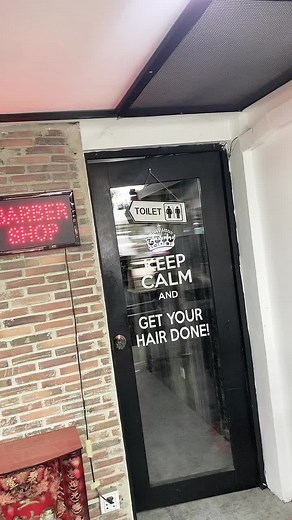 BARBER
SHOP
TOILET
KEEP
CALM
AND
GET YOUR
HAIR DONE!